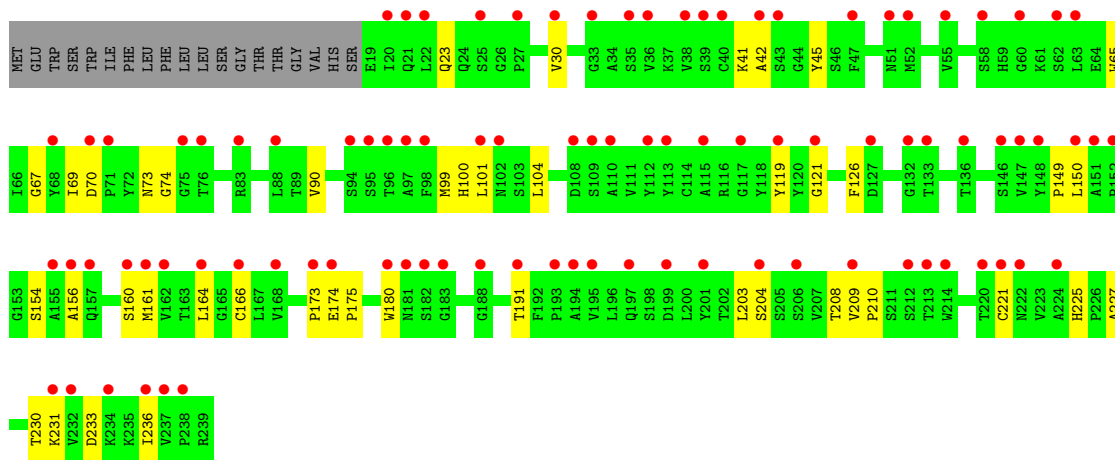 MET GLU TRP SER TRP ILE PHE LEU PHE LEU LEU SER GLY THR THR GLY VAL HIS SER E19 I20 Q21 L22 Q23 Q24 S25 G26 P27 V30 G33 A34 S35 V36 K37 V38 S39 C40 K41 A42 S43 G44 Y45 S46 F47 N51 M52 V55 S58 H59 G60 K61 S62 L63 E64 W65
I66 G67 Y68 I69 D70 P71 Y72 N73 G74 G75 T76 R83 L88 T89 V90 S94 S95 T96 A97 F98 M99 H100 L101 N102 S103 L104 D108 S109 A110 V111 Y112 Y113 C114 A115 R116 G117 Y118 Y119 Y120 G121 F126 D127 G132 T133 T136 S146 V147 Y148 P149 L150 A151 P152
G153 S154 A155 A156 Q157 S160 M161 V162 T163 L164 G165 C166 L167 V168 P173 E174 P175 W180 N181 S182 G183 G188 T191 F192 P193 A194 V195 L196 Q197 S198 D199 L200 Y201 T202 L203 S204 S205 S206 V207 T208 V209 P210 S211 S212 T213 W214 T220 C221 N222 V223 A224 H225 P226 A227
T230 K231 V232 D233 K234 K235 I236 V237 P238 R239